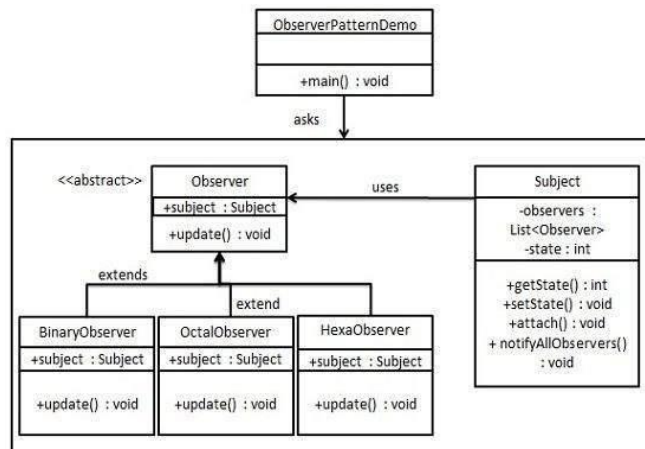 ObserverPatternDemo
+main() : void
asks
<<abstract>>
Observer
+subject : Subject
+update() : void
uses
Subject
-observers :
List<Observer>
-state : int
+getState() : int
+setState() : void
+attach() : void
+ notifyAllObservers()
: void
extends
extend
BinaryObserver
+subject : Subject
+update() : void
OctalObserver
+subject : Subject
+update() : void
HexaObserver
+subject : Subject
+update() : void